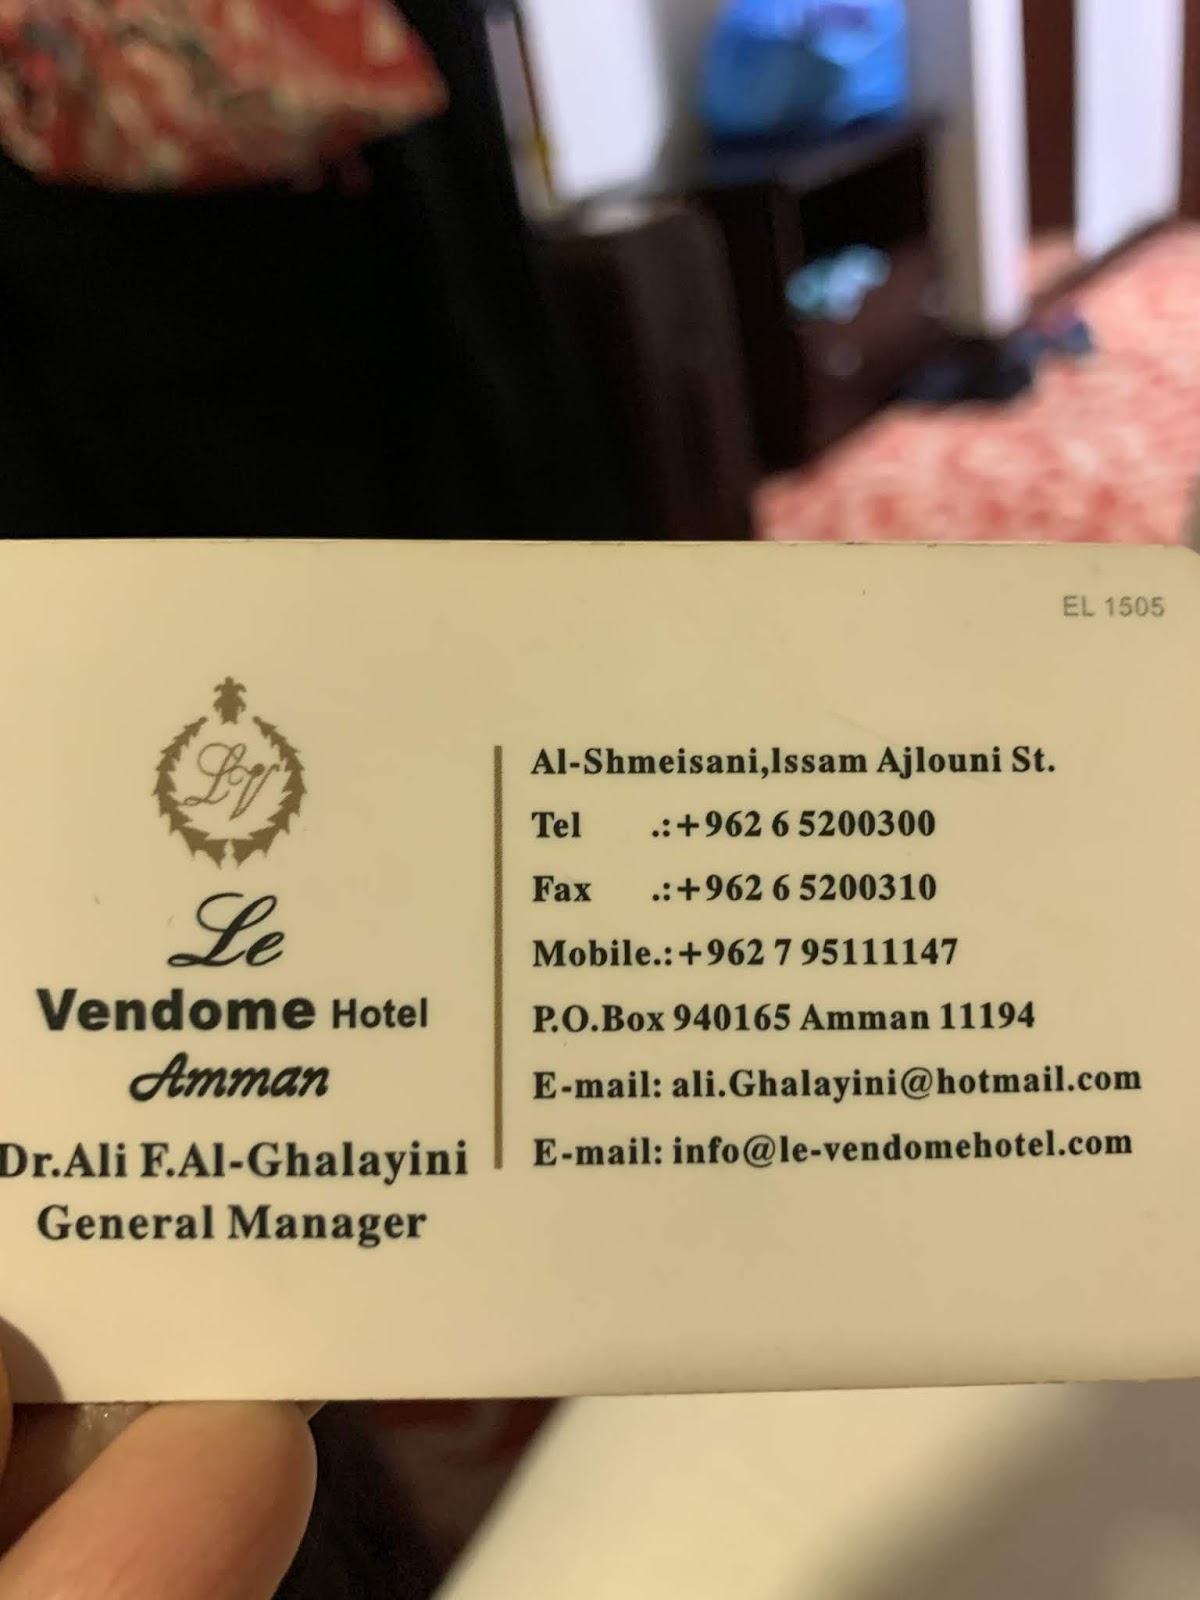 EL 1505
LV
Le
Vendome Hotel
Amman
Dr.Ali F.Al-Ghalayini
General Manager
Al-Shmeisani,Issam Ajlouni St.
Tel .:+962 6 5200300
Fax .:+962 6 5200310
Mobile.:+962 7 95111147
P.O.Box 940165 Amman 11194
E-mail: ali.Ghalayini@hotmail.com
E-mail: info@le-vendomehotel.com